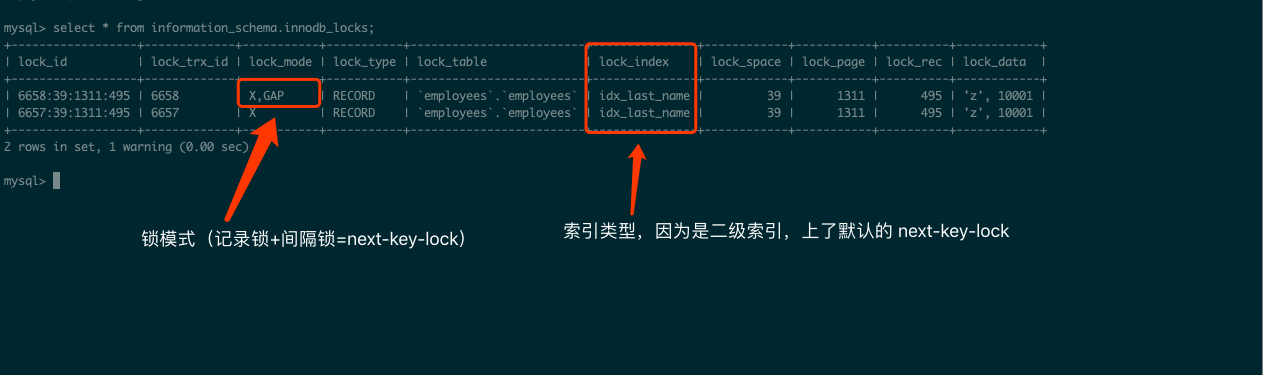 mysql> select * from information_schema.innodb_locks;
+-----------------+-------------+-----------+-----------+-------------------------+---------------+------------+-----------+----------+------------+
| lock_id | lock_trx_id | lock_mode | lock_type | lock_table | lock_index | lock_space | lock_page | lock_rec | lock_data |
+-----------------+-------------+-----------+-----------+-------------------------+---------------+------------+-----------+----------+------------+
| 6658:39:1311:495 | 6658 | X,GAP | RECORD | `employees`.`employees` | idx_last_name | 39 | 1311 | 495 | 'z', 10001 |
| 6657:39:1311:495 | 6657 | X | RECORD | `employees`.`employees` | idx_last_name | 39 | 1311 | 495 | 'z', 10001 |
+-----------------+-------------+-----------+-----------+-------------------------+---------------+------------+-----------+----------+------------+
2 rows in set, 1 warning (0.00 sec)
mysql>
锁模式（记录锁+间隔锁=next-key-lock）
索引类型，因为是二级索引，上了默认的 next-key-lock